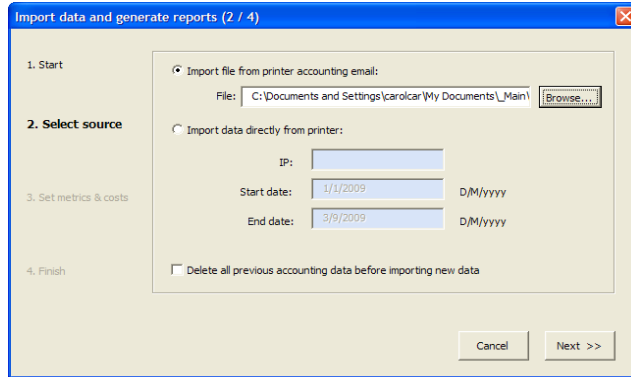 Import data and generate reports (2 / 4)
1. Start
Import file from printer accounting email:
File: C:\Documents and Settings\carolcar\My Documents\_Main\ Browse...
2. Select source
Import data directly from printer:
IP:
3. Set metrics & costs
Start date: 1/1/2009 D/M/yyyy
End date: 3/9/2009 D/M/yyyy
4. Finish
Delete all previous accounting data before importing new data
Cancel Next >>